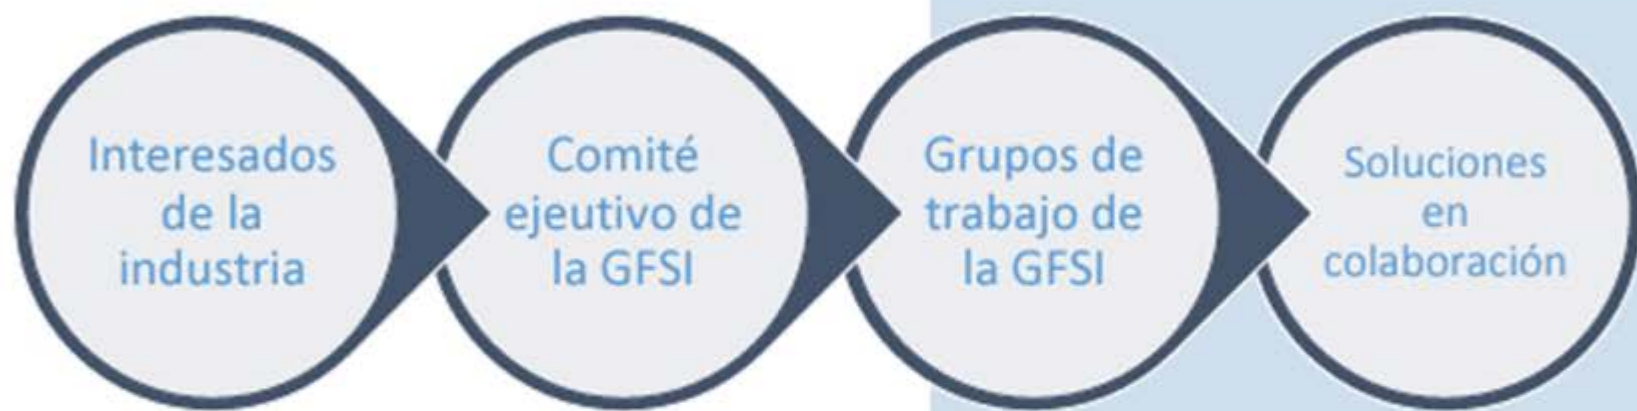 Interesados
de la
industria
Comité
ejeutivo de
la GFSI
Grupos de
trabajo de
la GFSI
Soluciones
en
colaboración